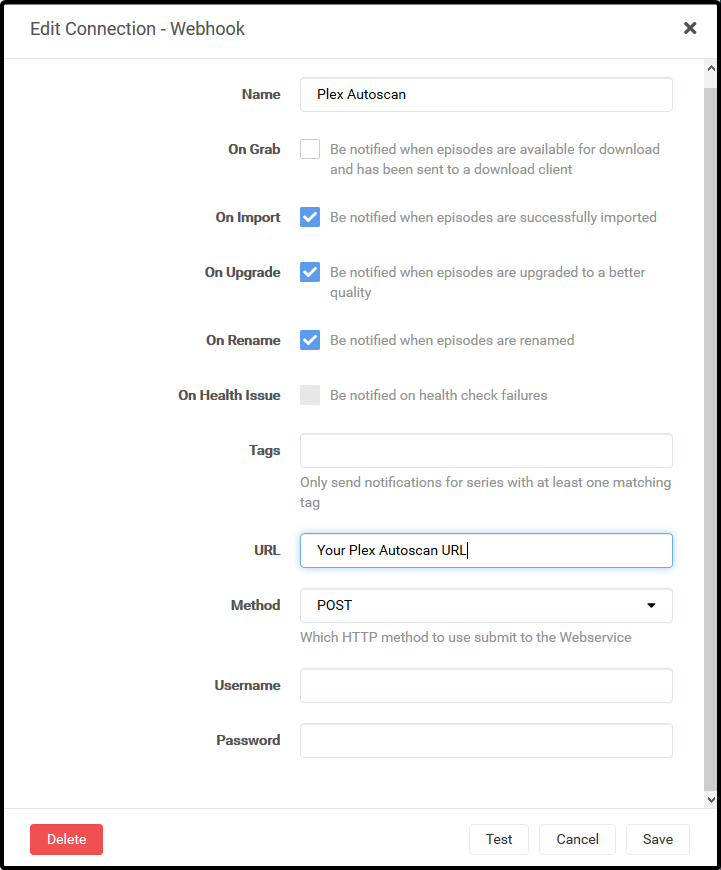 Edit Connection - Webhook
Name
Plex Autoscan
On Grab
Be notified when episodes are available for download
and has been sent to a download client
On Import
Be notified when episodes are successfully imported
On Upgrade
Be notified when episodes are upgraded to a better
quality
On Rename
Be notified when episodes are renamed
On Health Issue
Be notified on health check failures
Tags
Only send notifications for series with at least one matching
tag
URL
Your Plex Autoscan URL
Method
POST
Which HTTP method to use submit to the Webservice
Username
Password
Delete
Test
Cancel
Save